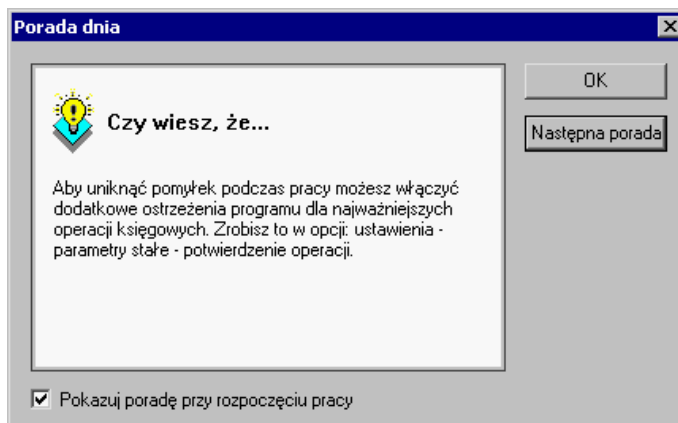 Porada dnia
Czy wiesz, że...
Aby uniknąć pomyłek podczas pracy możesz włączyć
dodatkowe ostrzeżenia programu dla najważniejszych
operacji księgowych. Zrobisz to w opcji: ustawienia -
parametry stałe - potwierdzenie operacji.
OK
Następna porada
Pokazuj poradę przy rozpoczęciu pracy